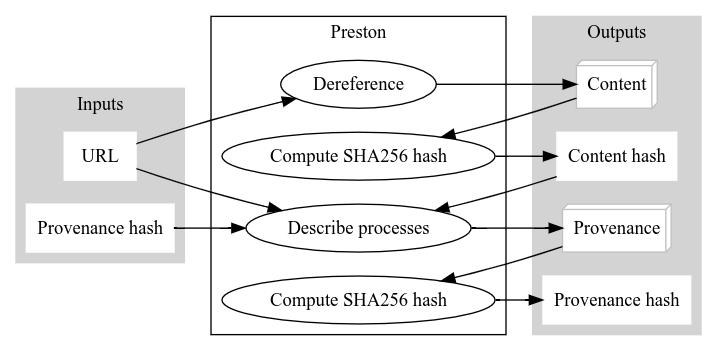 Inputs
URL
Provenance hash
Preston
Dereference
Compute SHA256 hash
Describe processes
Compute SHA256 hash
Outputs
Content
Content hash
Provenance
Provenance hash